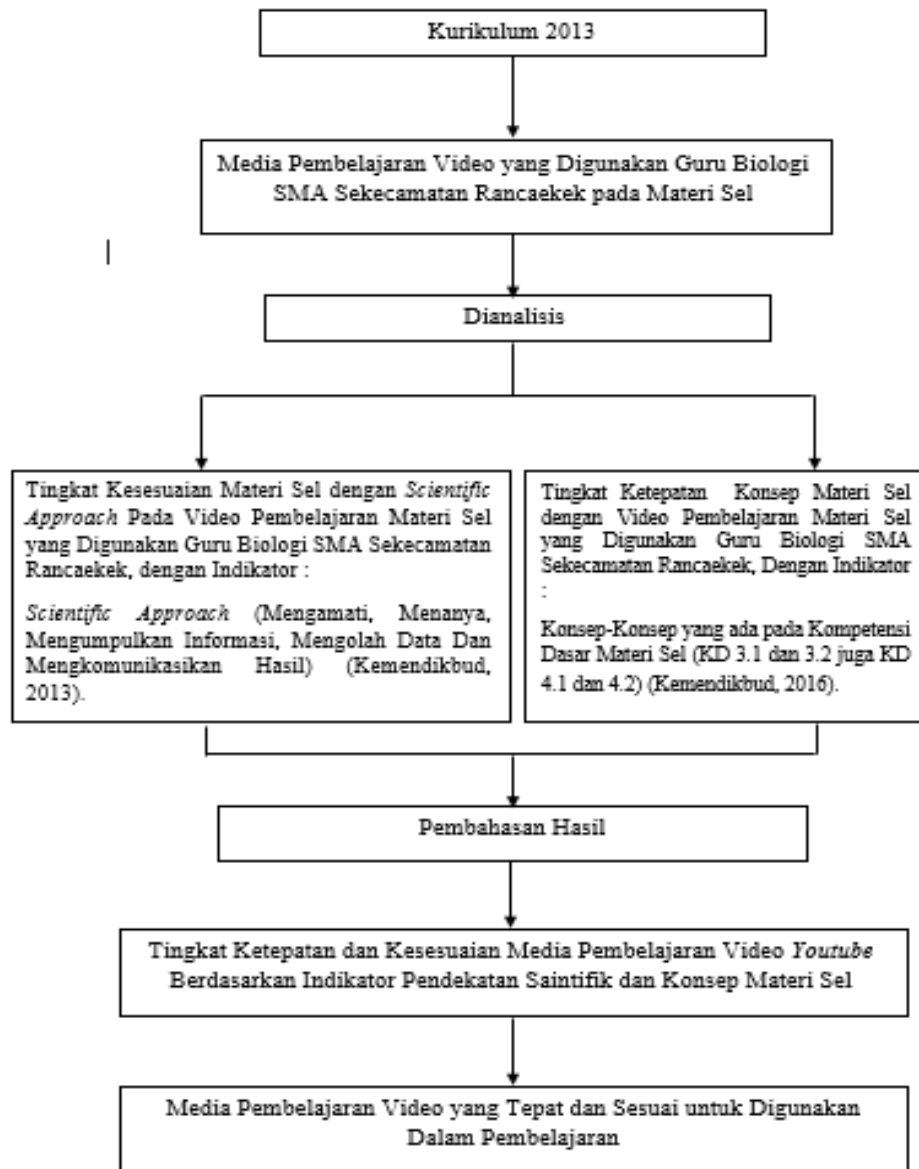 Kurikulum 2013
Media Pembelajaran Video yang Digunakan Guru Biologi
SMA Sekecamatan Rancaekek pada Materi Sel
Dianalisis
Tingkat Kesesuaian Materi Sel dengan Scientific
Approach Pada Video Pembelajaran Materi Sel
yang Digunakan Guru Biologi SMA Sekecamatan
Rancaekek, dengan Indikator :
Scientific Approach (Mengamati, Menanya,
Mengumpulkan Informasi, Mengolah Data Dan
Mengkomunikasikan Hasil) (Kemendikbud,
2013).
Tingkat Ketepatan Konsep Materi Sel
dengan Video Pembelajaran Materi Sel
yang Digunakan Guru Biologi SMA
Sekecamatan Rancaekek, Dengan Indikator
:
Konsep-Konsep yang ada pada Kompetensi
Dasar Materi Sel (KD 3.1 dan 3.2 juga KD
4.1 dan 4.2) (Kemendikbud, 2016).
Pembahasan Hasil
Tingkat Ketepatan dan Kesesuaian Media Pembelajaran Video Youtube
Berdasarkan Indikator Pendekatan Saintifik dan Konsep Materi Sel
Media Pembelajaran Video yang Tepat dan Sesuai untuk Digunakan
Dalam Pembelajaran